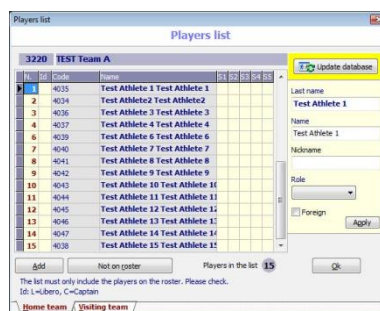 Players list
Players list
3220 TEST Team A
Update database
N. Id Code Name S1 S2 S3 S4 S5
1 4035 Test Athlete 1 Test Athlete 1
2 4034 Test Athlete2 Test Athlete2
3 4036 Test Athlete 3 Test Athlete 3
4 4037 Test Athlete 4 Test Athlete 4
6 4039 Test Athlete 6 Test Athlete 6
7 4040 Test Athlete 7 Test Athlete 7
8 4041 Test Athlete 8 Test Athlete 8
9 4042 Test Athlete 9 Test Athlete 9
10 4043 Test Athlete 10 Test Athlete 10
11 4044 Test Athlete 11 Test Athlete 11
12 4045 Test Athlete 12 Test Athlete 12
13 4046 Test Athlete 13 Test Athlete 13
14 4047 Test Athlete 14 Test Athlete 14
15 4038 Test Athlete 15 Test Athlete 15
Last name
Test Athlete 1
Name
Test Athlete 1
Nickname
Role
Foreign
Apply
Add Not on roster Players in the list 15 Ok
The list must only include the players on the roster. Please check.
Id: L=Libero, C=Captain
Home team / Visiting team